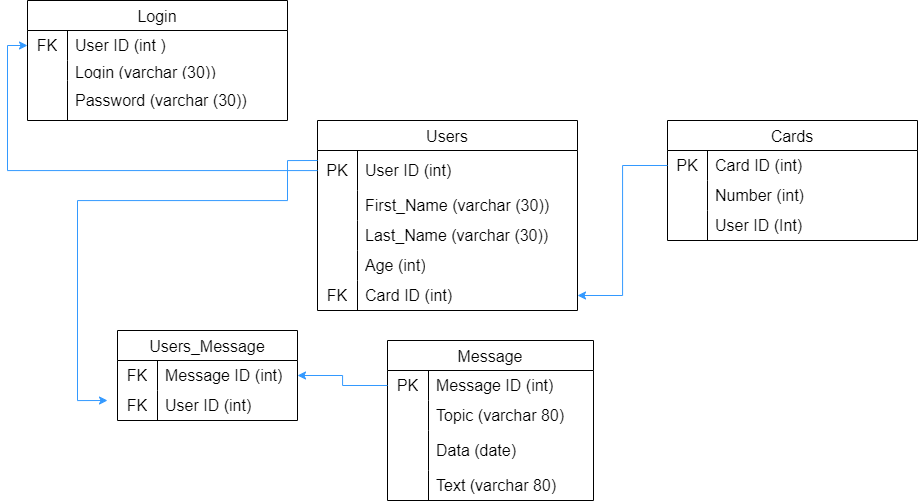 Login
FK User ID (int )
Login (varchar (30))
Password (varchar (30))
Users
PK User ID (int)
First_Name (varchar (30))
Last_Name (varchar (30))
Age (int)
FK Card ID (int)
Cards
PK Card ID (int)
Number (int)
User ID (Int)
Users_Message
FK Message ID (int)
FK User ID (int)
Message
PK Message ID (int)
Topic (varchar 80)
Data (date)
Text (varchar 80)